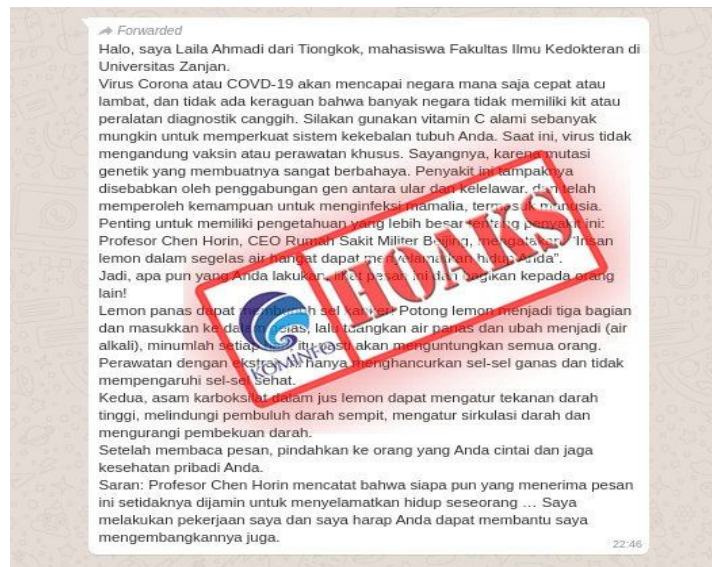 Forwarded
Halo, saya Laila Ahmadi dari Tiongkok, mahasiswa Fakultas Ilmu Kedokteran di
Universitas Zanjan.
Virus Corona atau COVD-19 akan mencapai negara mana saja cepat atau
lambat, dan tidak ada keraguan bahwa banyak negara tidak memiliki kit atau
peralatan diagnostik canggih. Silakan gunakan vitamin C alami sebanyak
mungkin untuk memperkuat sistem kekebalan tubuh Anda. Saat ini, virus tidak
mengandung vaksin atau perawatan khusus. Sayangnya, karena mutasi
genetik yang membuatnya sangat berbahaya. Penyakit ini tampaknya
disebabkan oleh penggabungan gen antara ular dan kelelawar, dan telah
memperoleh kemampuan untuk menginfeksi mamalia, termasuk manusia.
Penting untuk memiliki pengetahuan yang lebih besar tentang penyakit ini:
Profesor Chen Horin, CEO Rumah Sakit Militer Beijing, mengatakan: "Irisan
lemon dalam segelas air hangat dapat menyelamatkan hidup Anda".
Jadi, apa pun yang Anda lakukan, lihat pesan ini dan bagikan kepada orang
lain!
Lemon panas dapat membunuh sel kanker! Potong lemon menjadi tiga bagian
dan masukkan ke dalam gelas, lalu tuangkan air panas dan ubah menjadi (air
alkali), minumlah setiap itu pasti akan menguntungkan semua orang.
Perawatan dengan ekstrak hanya menghancurkan sel-sel ganas dan tidak
mempengaruhi sel-sel sehat.
Kedua, asam karboksilat dalam jus lemon dapat mengatur tekanan darah
tinggi, melindungi pembuluh darah sempit, mengatur sirkulasi darah dan
mengurangi pembekuan darah.
Setelah membaca pesan, pindahkan ke orang yang Anda cintai dan jaga
kesehatan pribadi Anda.
Saran: Profesor Chen Horin mencatat bahwa siapa pun yang menerima pesan
ini setidaknya dijamin untuk menyelamatkan hidup seseorang ... Saya
melakukan pekerjaan saya dan saya harap Anda dapat membantu saya
mengembangkannya juga.
22:46
HOAKS
KOMINFO